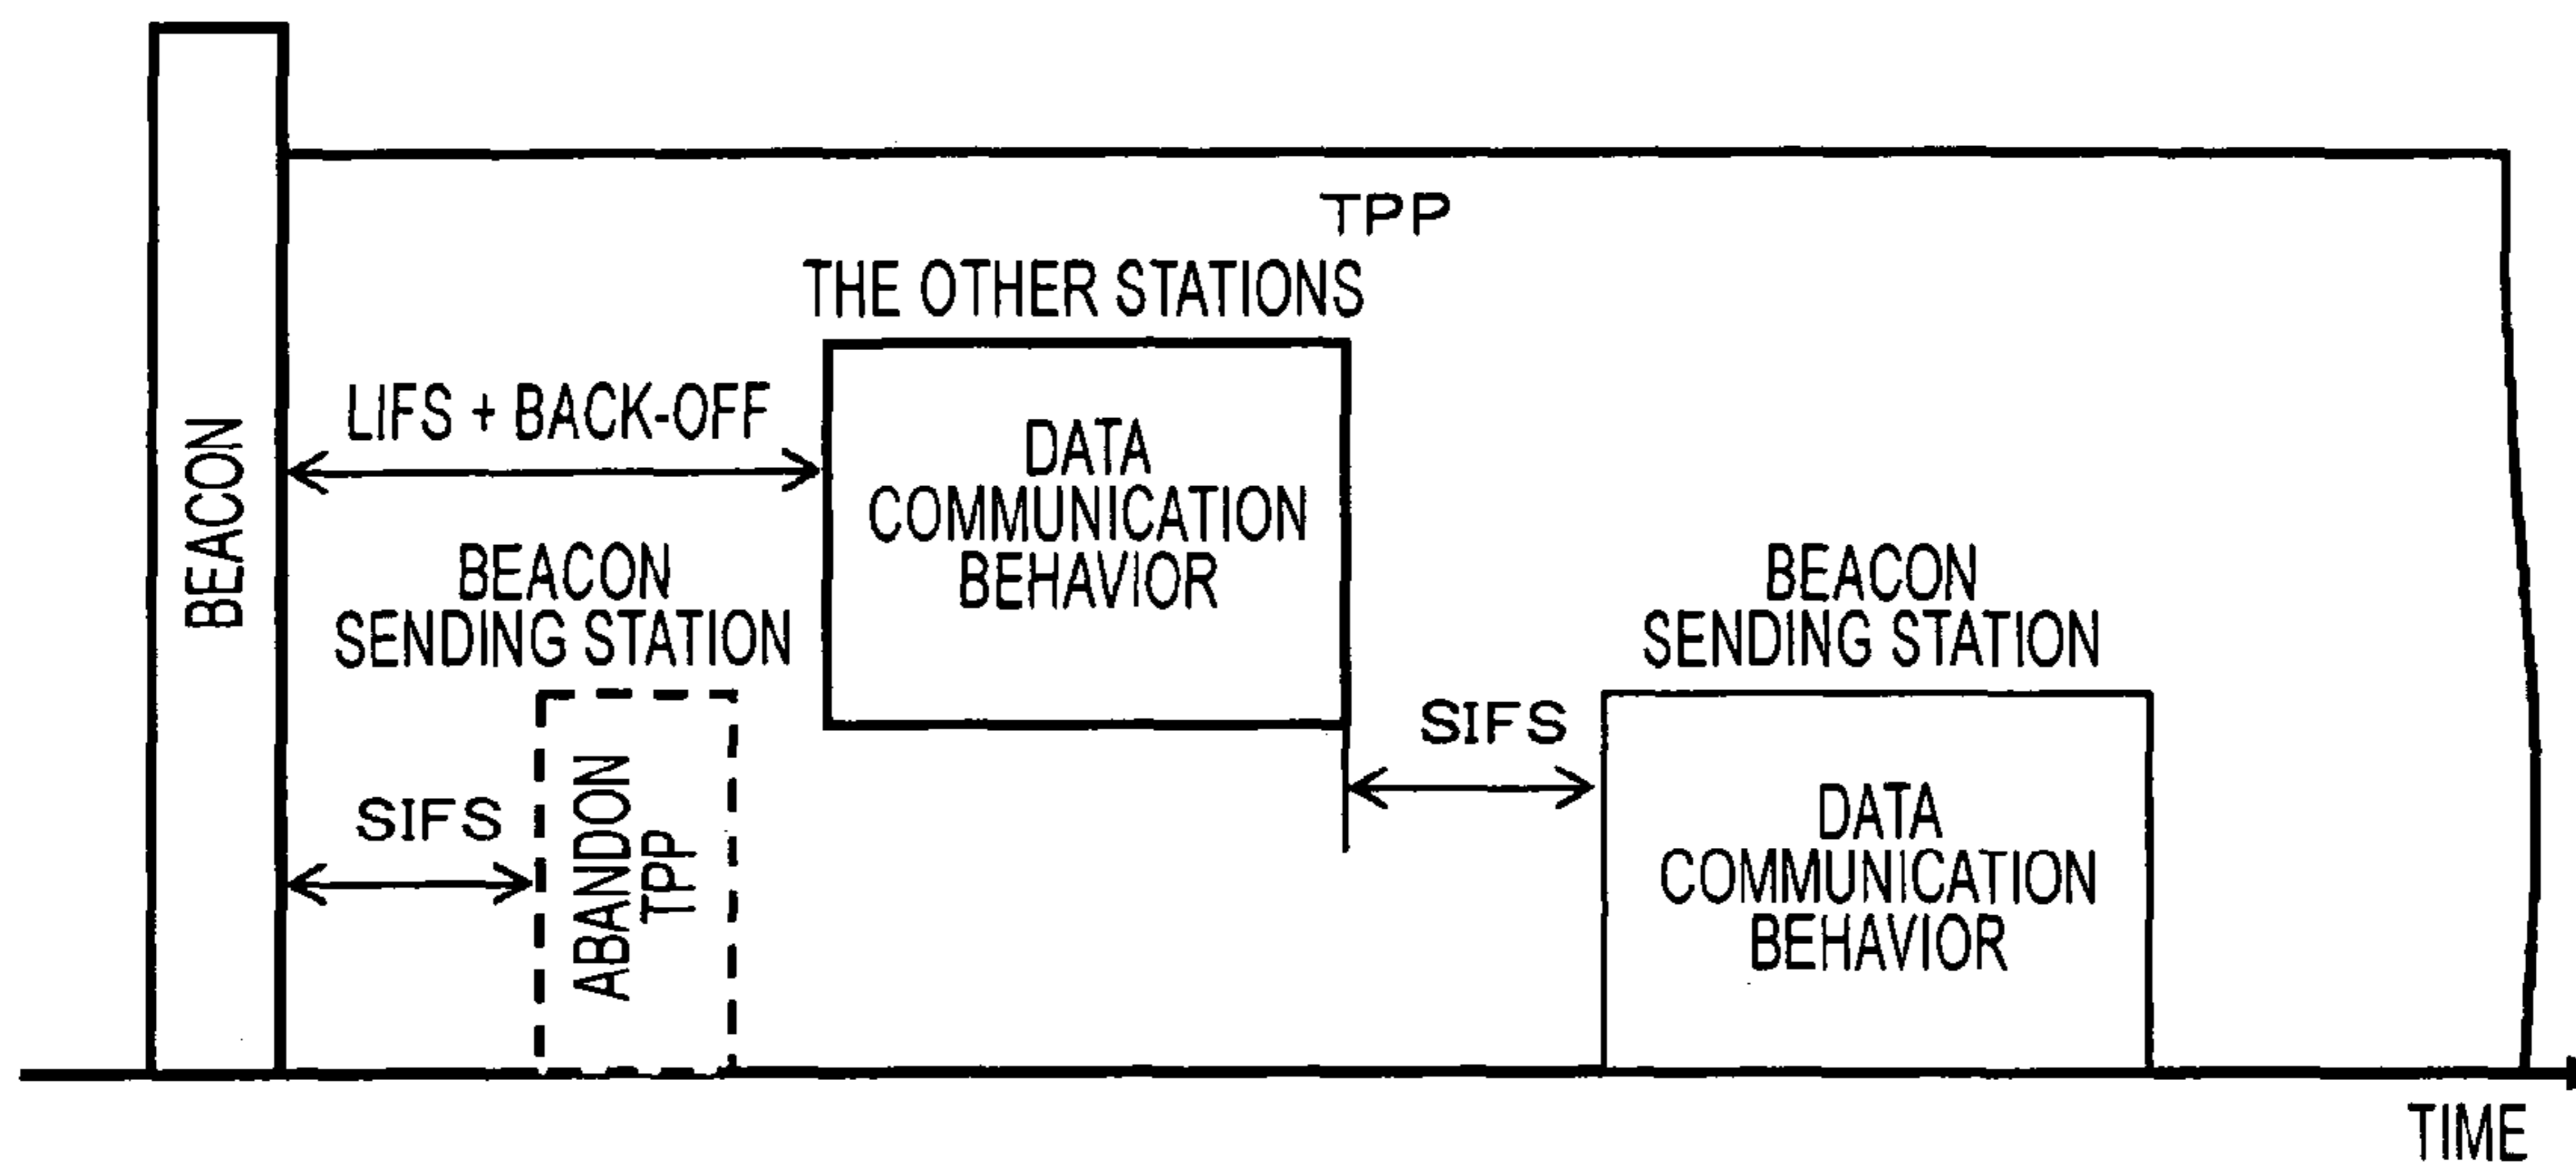 BEACON
TPP
THE OTHER STATIONS
LIFS + BACK-OFF
DATA
COMMUNICATION
BEHAVIOR
BEACON
SENDING STATION
SIFS
ABANDON
TPP
SIFS
BEACON
SENDING STATION
DATA
COMMUNICATION
BEHAVIOR
TIME